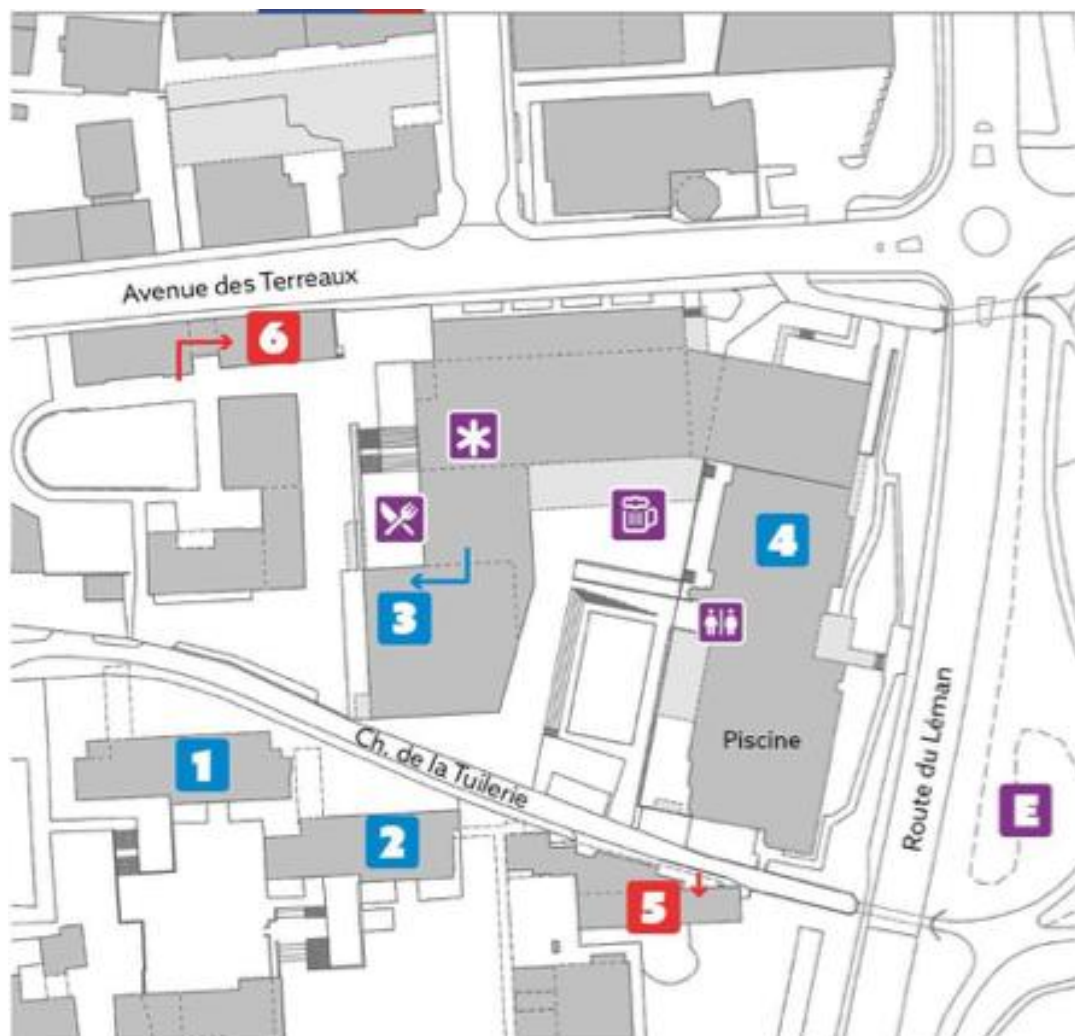 Avenue des Terreaux
6
4
3
Piscine
Route du Léman
Ch. de la Tuilerie
1
2
E
5